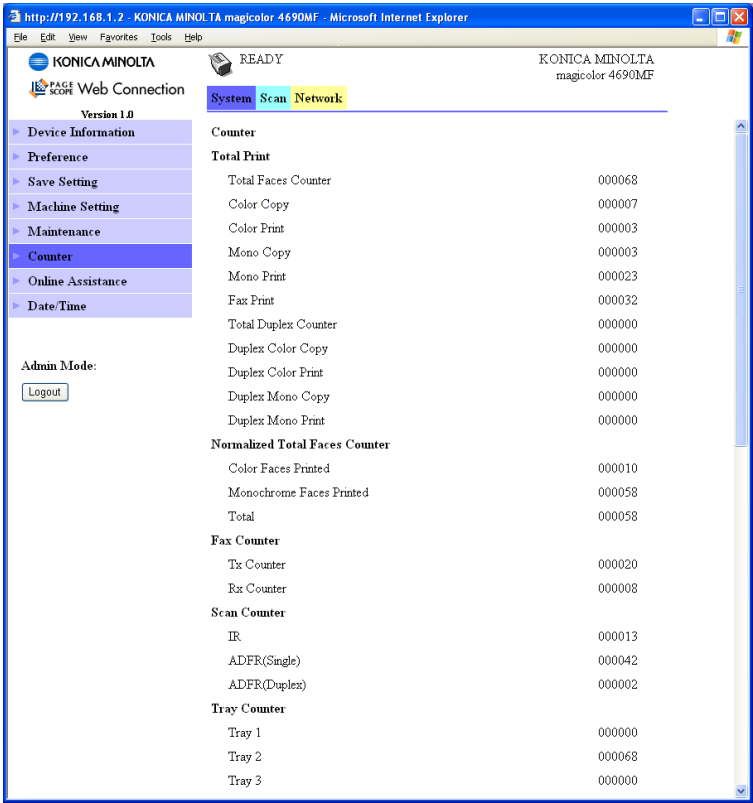 http://192.168.1.2 - KONICA MINOLTA magicolor 4690MF - Microsoft Internet Explorer
File Edit View Favorites Tools Help
KONICA MINOLTA
PAGE SCOPE Web Connection
Version 1.0
READY
KONICA MINOLTA
magicolor 4690MF
System Scan Network
Device Information
Preference
Save Setting
Machine Setting
Maintenance
Counter
Online Assistance
Date/Time
Admin Mode:
Logout
Counter
Total Print
Total Faces Counter 000068
Color Copy 000007
Color Print 000003
Mono Copy 000003
Mono Print 000023
Fax Print 000032
Total Duplex Counter 000000
Duplex Color Copy 000000
Duplex Color Print 000000
Duplex Mono Copy 000000
Duplex Mono Print 000000
Normalized Total Faces Counter
Color Faces Printed 000010
Monochrome Faces Printed 000058
Total 000058
Fax Counter
Tx Counter 000020
Rx Counter 000008
Scan Counter
IR 000013
ADFR(Single) 000042
ADFR(Duplex) 000002
Tray Counter
Tray 1 000000
Tray 2 000068
Tray 3 000000